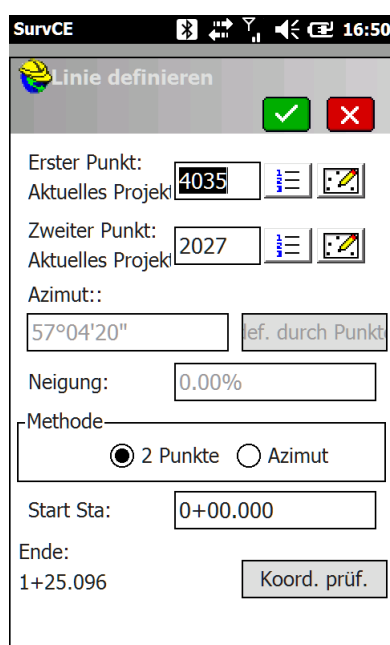 SurvCE 16:50
Linie definieren
Erster Punkt:
Aktuelles Projekt 4035
Zweiter Punkt:
Aktuelles Projekt 2027
Azimut::
57°04'20" def. durch Punkte
Neigung: 0.00%
Methode
2 Punkte Azimut
Start Sta: 0+00.000
Ende:
1+25.096 Koord. prüf.